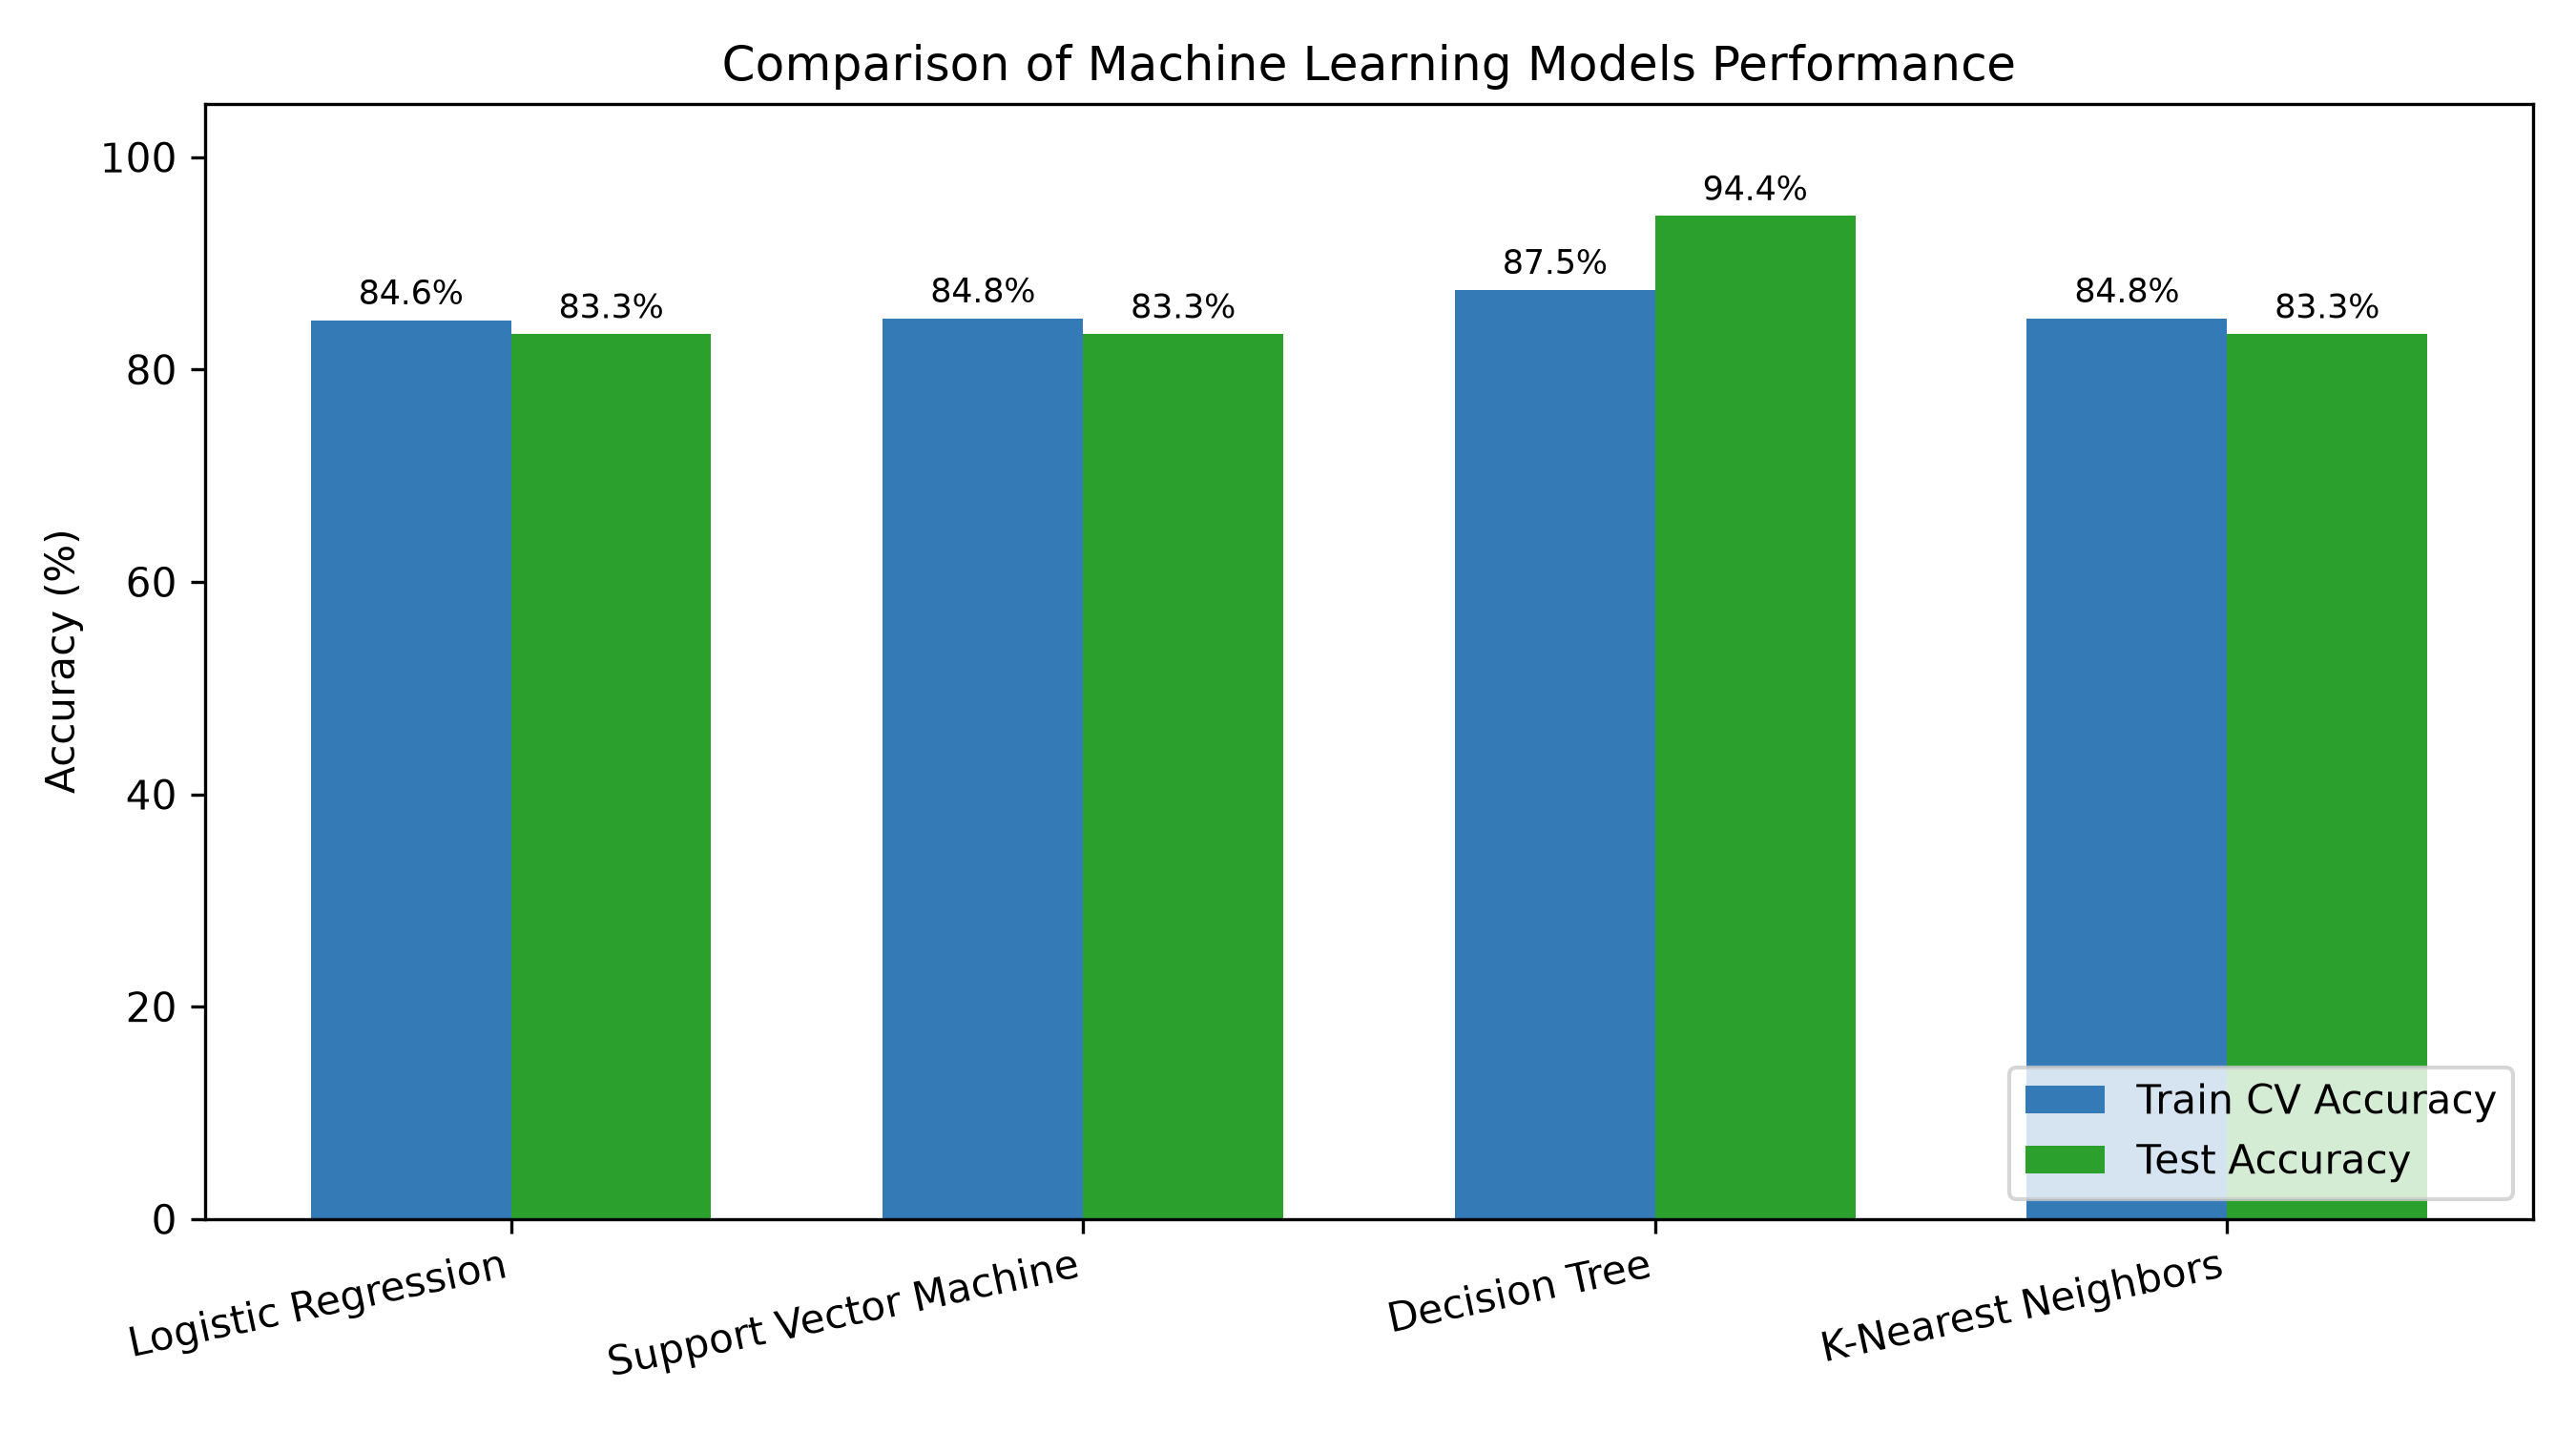 Comparison of Machine Learning Models Performance
Accuracy (%)
100
80
60
40
20
0
84.6%
83.3%
84.8%
83.3%
87.5%
94.4%
84.8%
83.3%
Train CV Accuracy
Test Accuracy
Logistic Regression
Support Vector Machine
Decision Tree
K-Nearest Neighbors